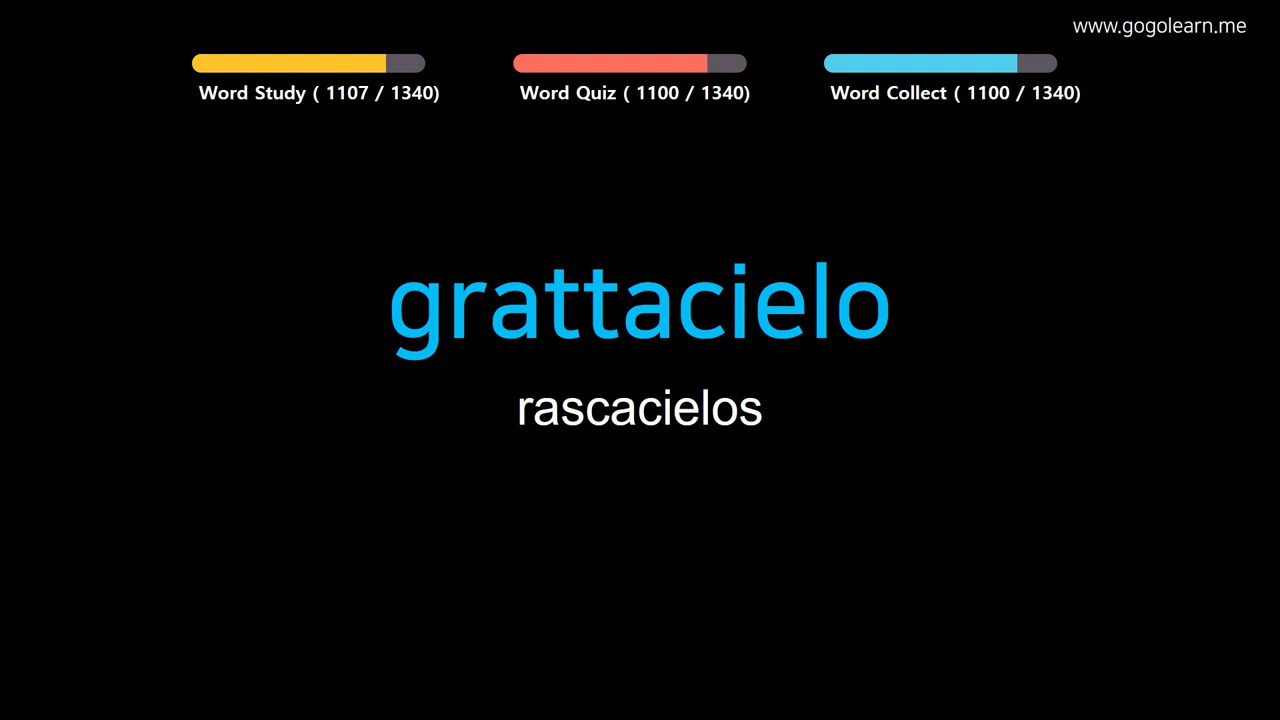 www.gogolearn.me
Word Study ( 1107 / 1340)
Word Quiz ( 1100 / 1340)
Word Collect ( 1100 / 1340)
grattacielo
rascacielos